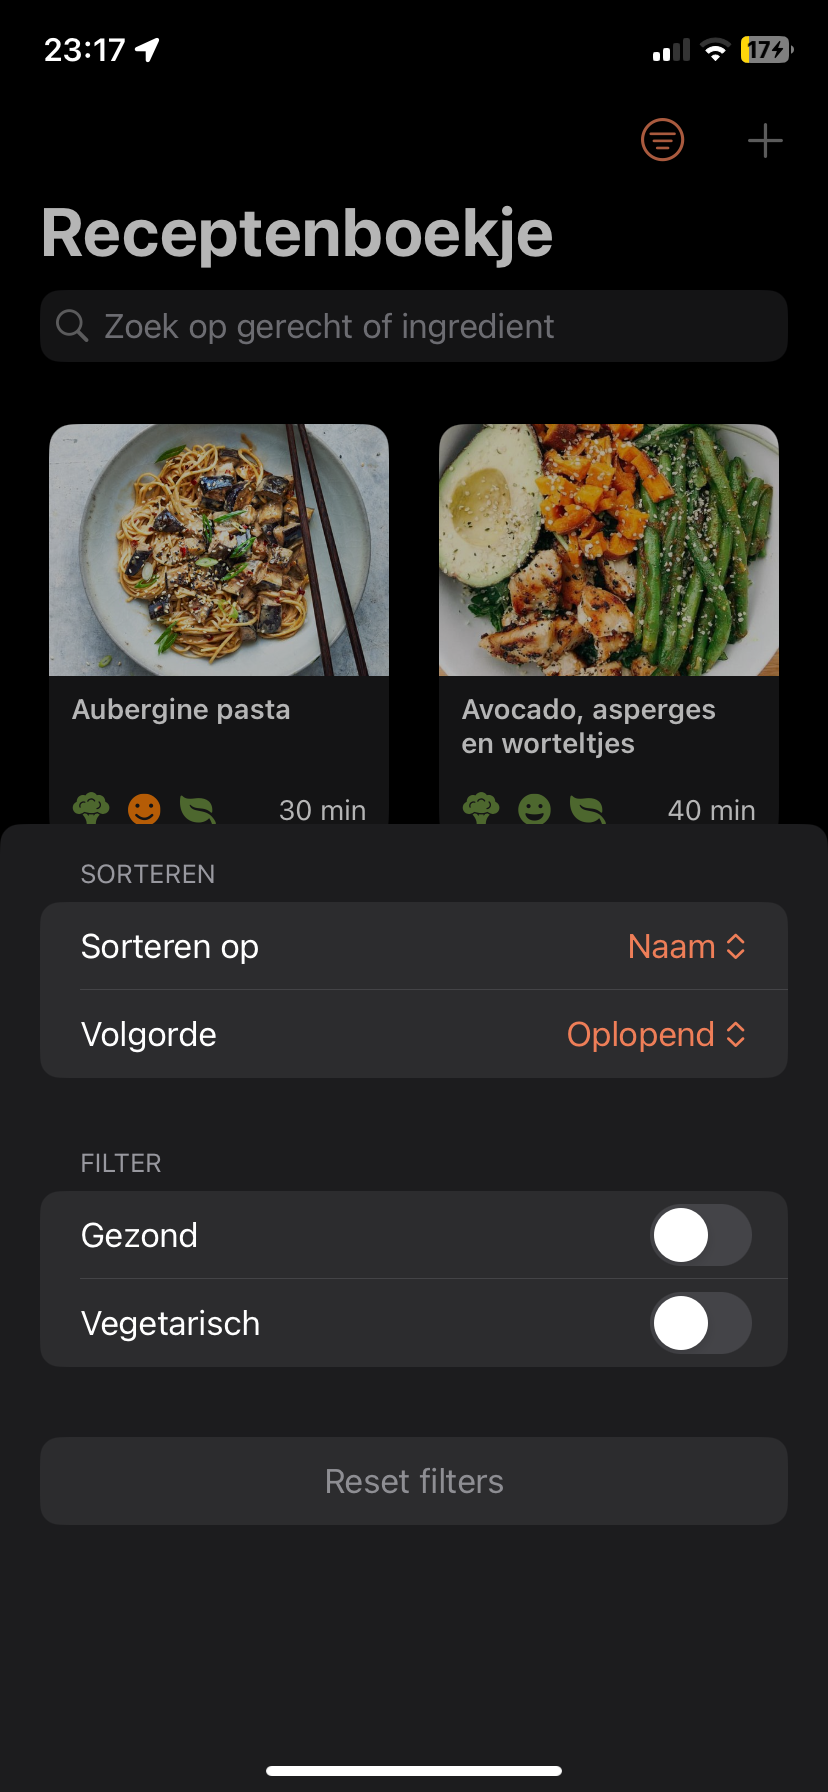 23:17
17
Receptenboekje
Zoek op gerecht of ingredient
Aubergine pasta
Avocado, asperges
en worteltjes
30 min
40 min
SORTEREN
Sorteren op
Naam
Volgorde
Oplopend
FILTER
Gezond
Vegetarisch
Reset filters